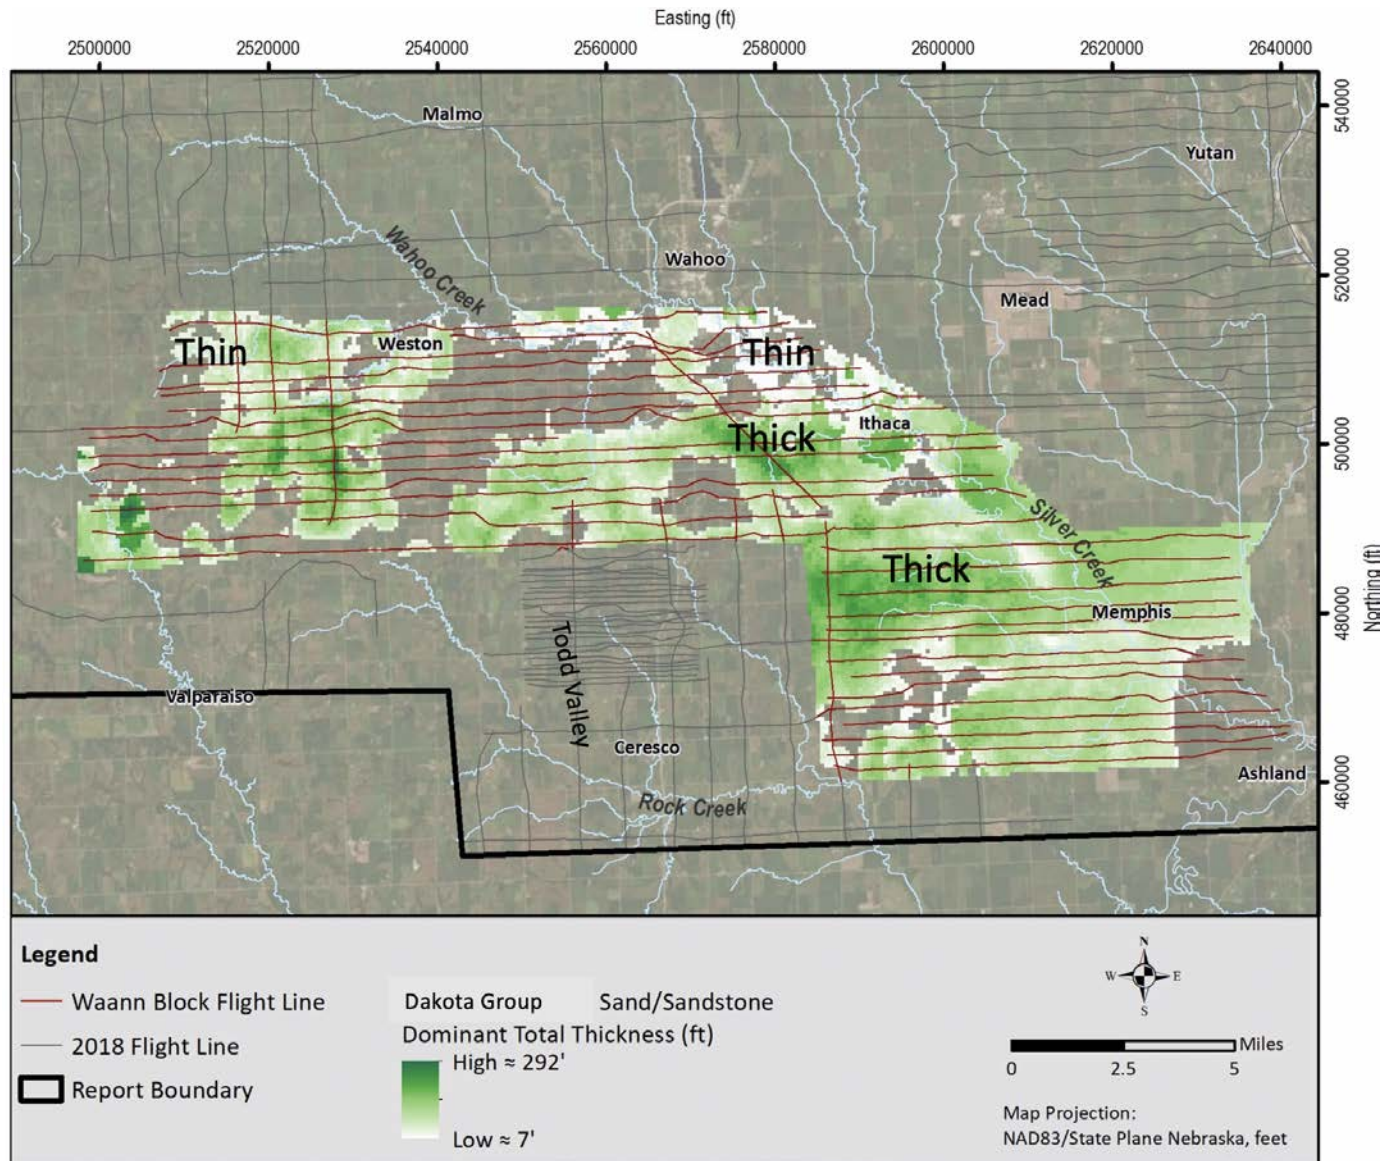 Easting (ft)
2500000 2520000 2540000 2560000 2580000 2600000 2620000 2640000
Malmo
540000
Yutan
Wahoo Creek
Wahoo
520000
Mead
Thin
Weston
Thin
Ithaca
Thick
500000
Silver Creek
Thick
Northing (ft)
Memphis
480000
Todd Valley
Valparaiso
Ceresco
Ashland
460000
Rock Creek
Legend
Waann Block Flight Line
2018 Flight Line
Report Boundary
Dakota Group Sand/Sandstone
Dominant Total Thickness (ft)
High ≈ 292'
Low ≈ 7'
N
W E
S
Miles
0 2.5 5
Map Projection:
NAD83/State Plane Nebraska, feet